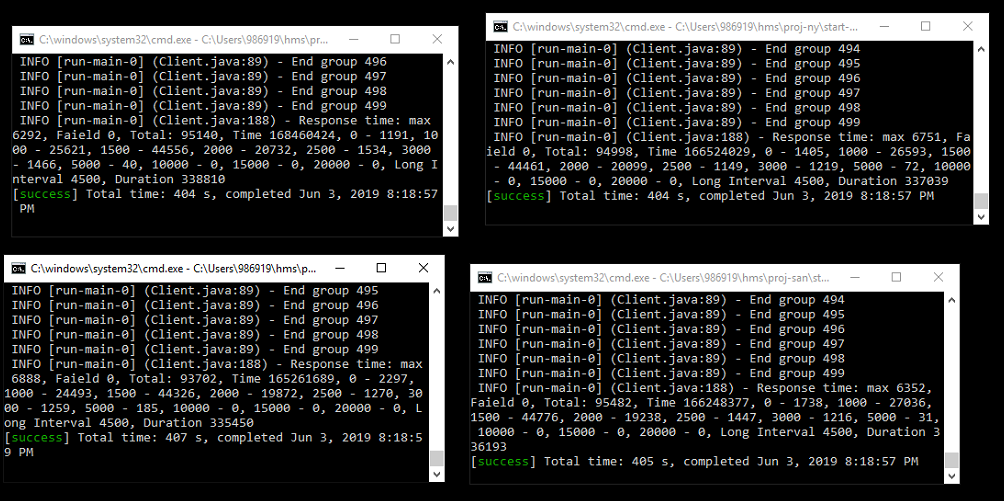 C:\windows\system32\cmd.exe - C:\Users\986919\hms\pr...
INFO [run-main-0] (Client.java:89) - End group 496
INFO [run-main-0] (Client.java:89) - End group 497
INFO [run-main-0] (Client.java:89) - End group 498
INFO [run-main-0] (Client.java:89) - End group 499
INFO [run-main-0] (Client.java:188) - Response time: max
6292, Faield 0, Total: 95140, Time 168460424, 0 - 1191, 10
00 - 25621, 1500 - 44556, 2000 - 20732, 2500 - 1534, 3000
- 1466, 5000 - 40, 10000 - 0, 15000 - 0, 20000 - 0, Long I
nterval 4500, Duration 338810
[success] Total time: 404 s, completed Jun 3, 2019 8:18:57
PM
C:\windows\system32\cmd.exe - C:\Users\986919\hms\proj-ny\start-...
INFO [run-main-0] (Client.java:89) - End group 494
INFO [run-main-0] (Client.java:89) - End group 495
INFO [run-main-0] (Client.java:89) - End group 496
INFO [run-main-0] (Client.java:89) - End group 497
INFO [run-main-0] (Client.java:89) - End group 498
INFO [run-main-0] (Client.java:89) - End group 499
INFO [run-main-0] (Client.java:188) - Response time: max 6751, Fa
ield 0, Total: 94998, Time 166524029, 0 - 1405, 1000 - 26593, 1500
- 44461, 2000 - 20099, 2500 - 1149, 3000 - 1219, 5000 - 72, 10000
- 0, 15000 - 0, 20000 - 0, Long Interval 4500, Duration 337039
[success] Total time: 404 s, completed Jun 3, 2019 8:18:57 PM
C:\windows\system32\cmd.exe - C:\Users\986919\hms\p...
INFO [run-main-0] (Client.java:89) - End group 495
INFO [run-main-0] (Client.java:89) - End group 496
INFO [run-main-0] (Client.java:89) - End group 497
INFO [run-main-0] (Client.java:89) - End group 498
INFO [run-main-0] (Client.java:89) - End group 499
INFO [run-main-0] (Client.java:188) - Response time: max
6888, Faield 0, Total: 93702, Time 165261689, 0 - 2297,
1000 - 24493, 1500 - 44326, 2000 - 19872, 2500 - 1270, 30
00 - 1259, 5000 - 185, 10000 - 0, 15000 - 0, 20000 - 0, L
ong Interval 4500, Duration 335450
[success] Total time: 407 s, completed Jun 3, 2019 8:18:5
9 PM
C:\windows\system32\cmd.exe - C:\Users\986919\hms\proj-san\st...
INFO [run-main-0] (Client.java:89) - End group 494
INFO [run-main-0] (Client.java:89) - End group 495
INFO [run-main-0] (Client.java:89) - End group 496
INFO [run-main-0] (Client.java:89) - End group 497
INFO [run-main-0] (Client.java:89) - End group 498
INFO [run-main-0] (Client.java:89) - End group 499
INFO [run-main-0] (Client.java:188) - Response time: max 6352,
Faield 0, Total: 95482, Time 166248377, 0 - 1738, 1000 - 27036,
1500 - 44776, 2000 - 19238, 2500 - 1447, 3000 - 1216, 5000 - 31,
10000 - 0, 15000 - 0, 20000 - 0, Long Interval 4500, Duration 3
36193
[success] Total time: 405 s, completed Jun 3, 2019 8:18:57 PM